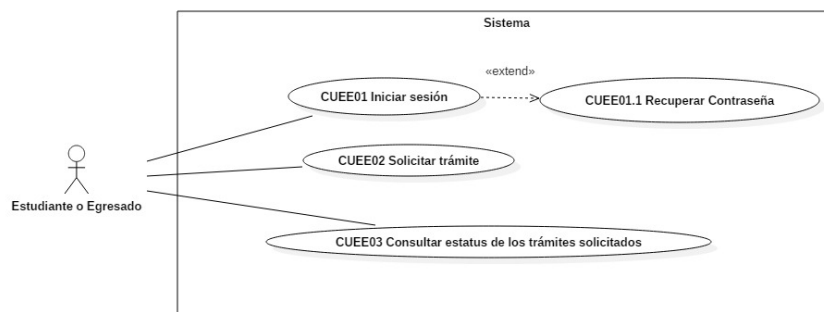 Sistema
«extend»
CUEE01 Iniciar sesión
CUEE01.1 Recuperar Contraseña
CUEE02 Solicitar trámite
Estudiante o Egresado
CUEE03 Consultar estatus de los trámites solicitados